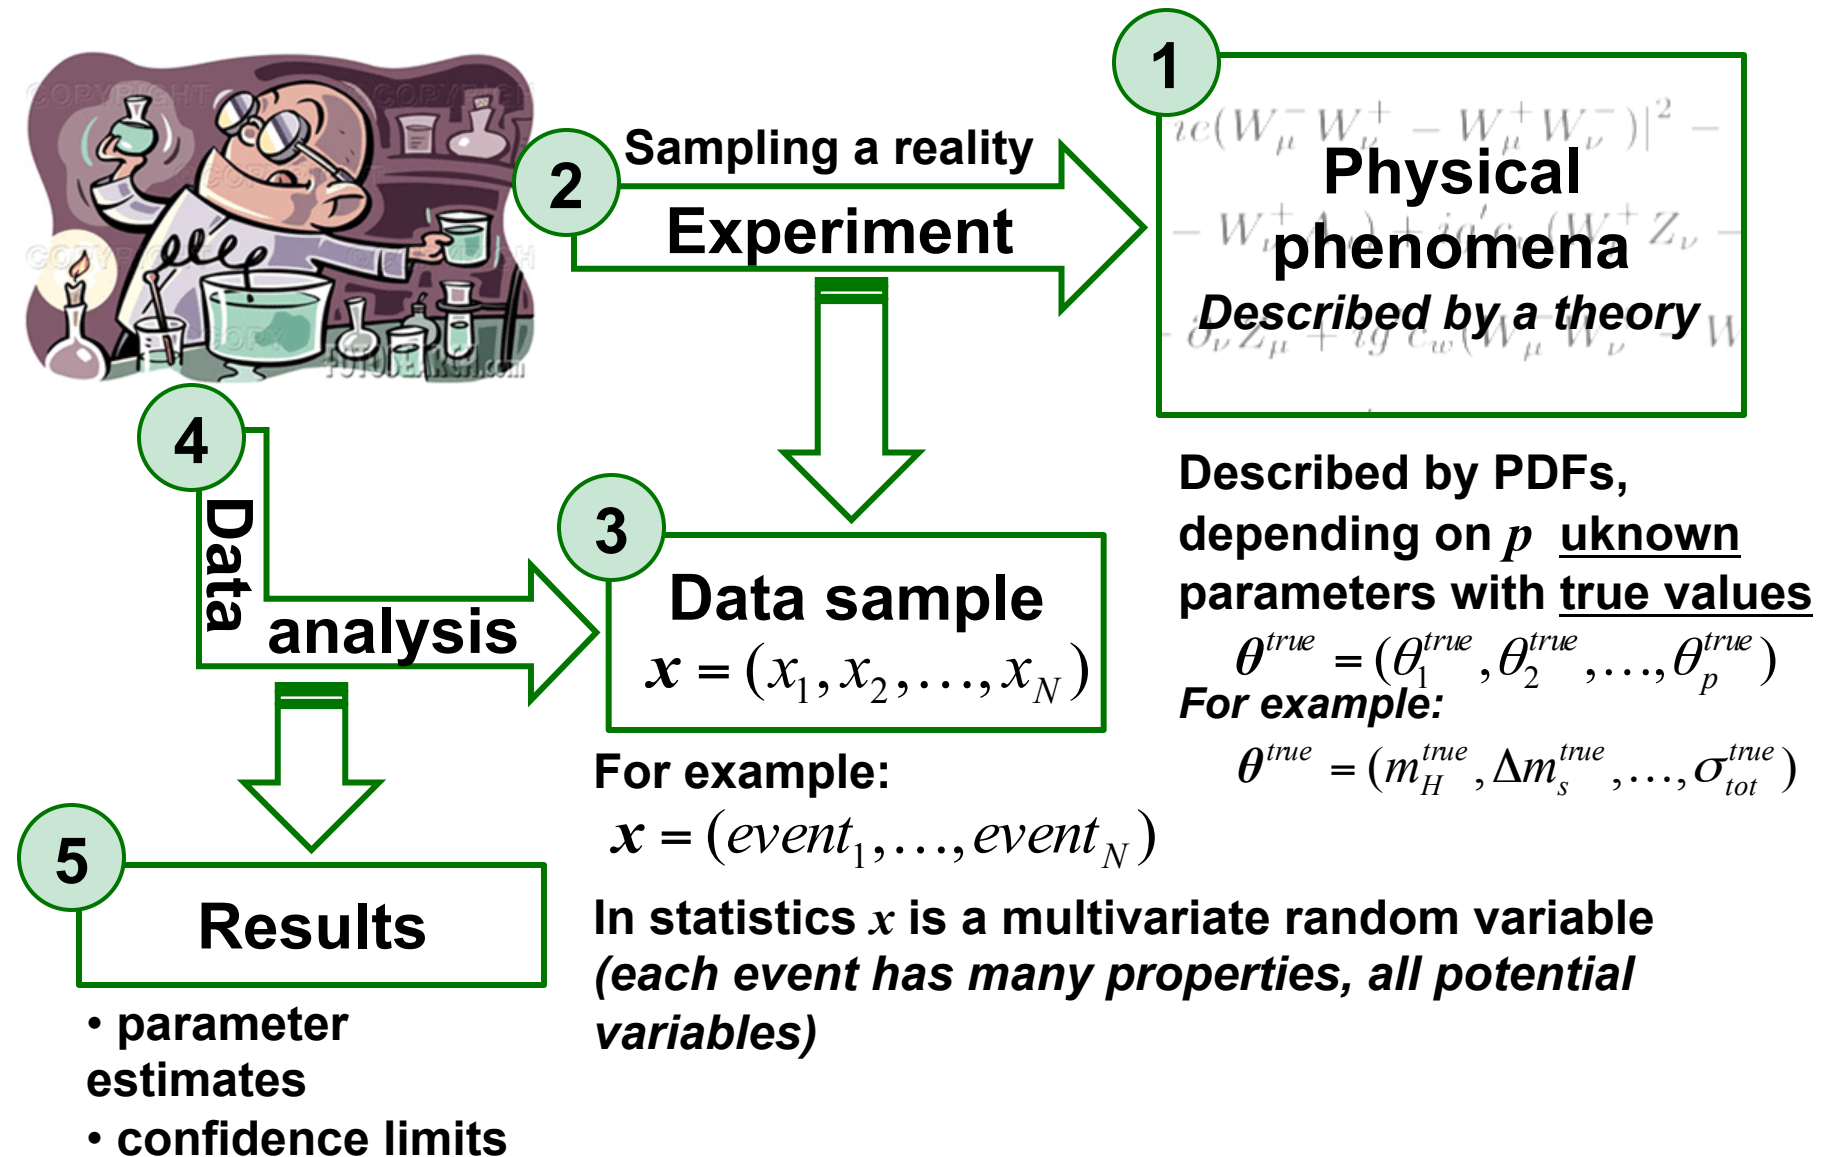 1
Physical
phenomena
Described by a theory
2
Sampling a reality
Experiment
Described by PDFs,
depending on p uknown
parameters with true values
θ^true = (θ_1^true, θ_2^true, ..., θ_p^true)
For example:
θ^true = (m_H^true, Δm_s^true, ..., σ_tot^true)
3
Data sample
x = (x_1, x_2, ..., x_N)
For example:
x = (event_1, ..., event_N)
In statistics x is a multivariate random variable
(each event has many properties, all potential
variables)
4
Data
analysis
5
Results
• parameter
estimates
• confidence limits